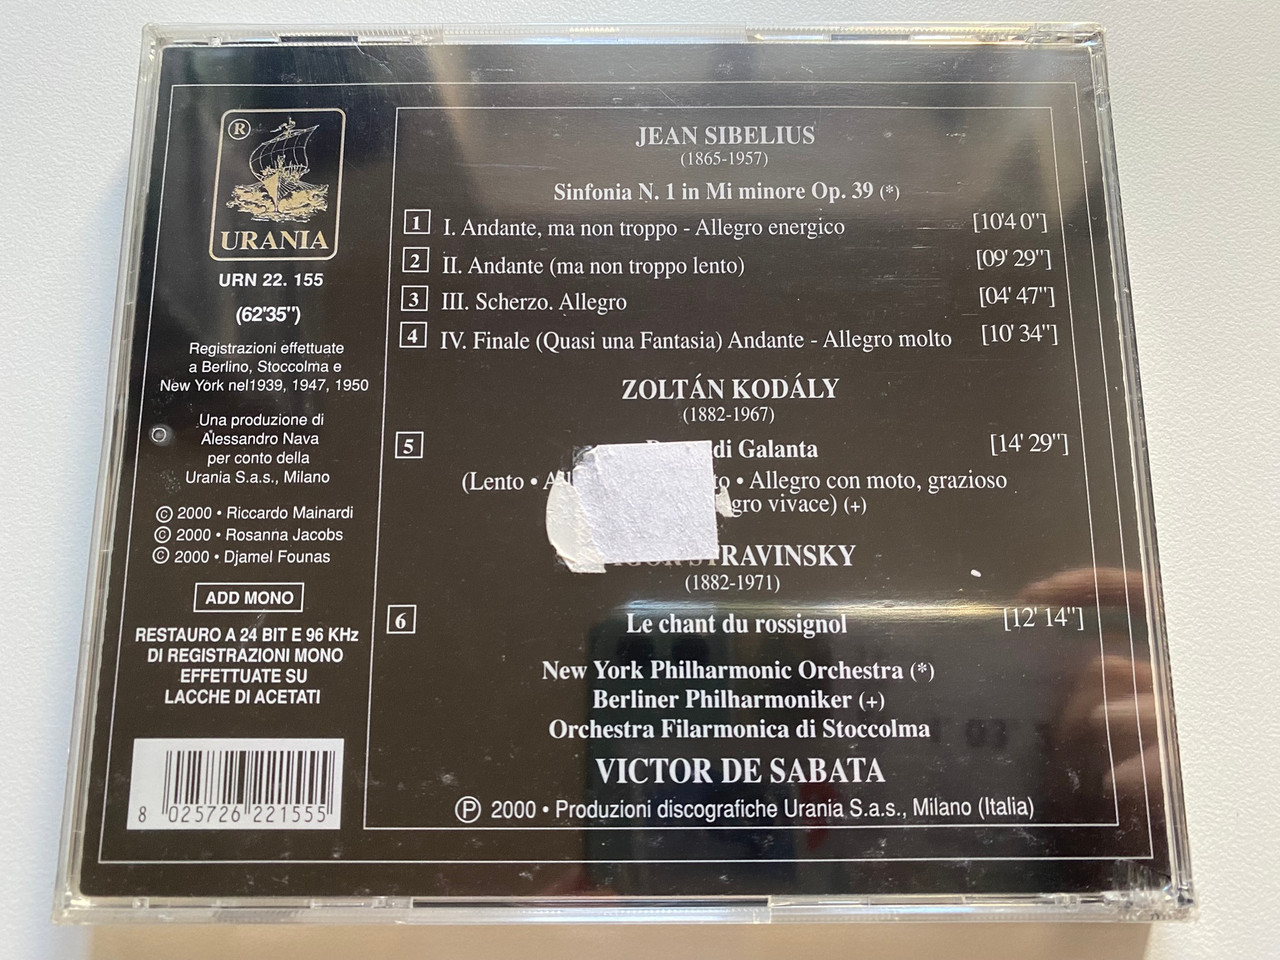 ®
URANIA
URN 22. 155
(62'35")
Registrazioni effettuate
a Berlino, Stoccolma e
New York nel1939, 1947, 1950
Una produzione di
Alessandro Nava
per conto della
Urania S.a.s., Milano
© 2000 • Riccardo Mainardi
© 2000 • Rosanna Jacobs
© 2000 • Djamel Founas
ADD MONO
RESTAURO A 24 BIT E 96 KHz
DI REGISTRAZIONI MONO
EFFETTUATE SU
LACCHE DI ACETATI
8 025726 221555
JEAN SIBELIUS
(1865-1957)
Sinfonia N. 1 in Mi minore Op. 39 (*)
1 I. Andante, ma non troppo - Allegro energico [10'4 0"]
2 II. Andante (ma non troppo lento) [09' 29"]
3 III. Scherzo. Allegro [04' 47"]
4 IV. Finale (Quasi una Fantasia) Andante - Allegro molto [10' 34"]
ZOLTÁN KODÁLY
(1882-1967)
5 di Galanta [14' 29"]
(Lento • • Allegro con moto, grazioso
vivace) (+)
STRAVINSKY
(1882-1971)
6 Le chant du rossignol [12' 14"]
New York Philharmonic Orchestra (*)
Berliner Philharmoniker (+)
Orchestra Filarmonica di Stoccolma
VICTOR DE SABATA
℗ 2000 • Produzioni discografiche Urania S.a.s., Milano (Italia)